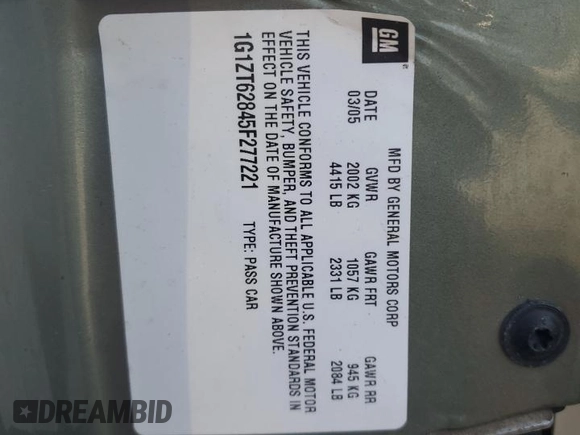 GM
MFD BY GENERAL MOTORS CORP
DATE GVWR GAWR FRT GAWR RR
03/05 2002 KG 1057 KG 945 KG
4415 LB 2331 LB 2084 LB
THIS VEHICLE CONFORMS TO ALL APPLICABLE U.S. FEDERAL MOTOR
VEHICLE SAFETY, BUMPER, AND THEFT PREVENTION STANDARDS IN
EFFECT ON THE DATE OF MANUFACTURE SHOWN ABOVE.
1G1ZT62845F277221 TYPE: PASS CAR
DREAMBID